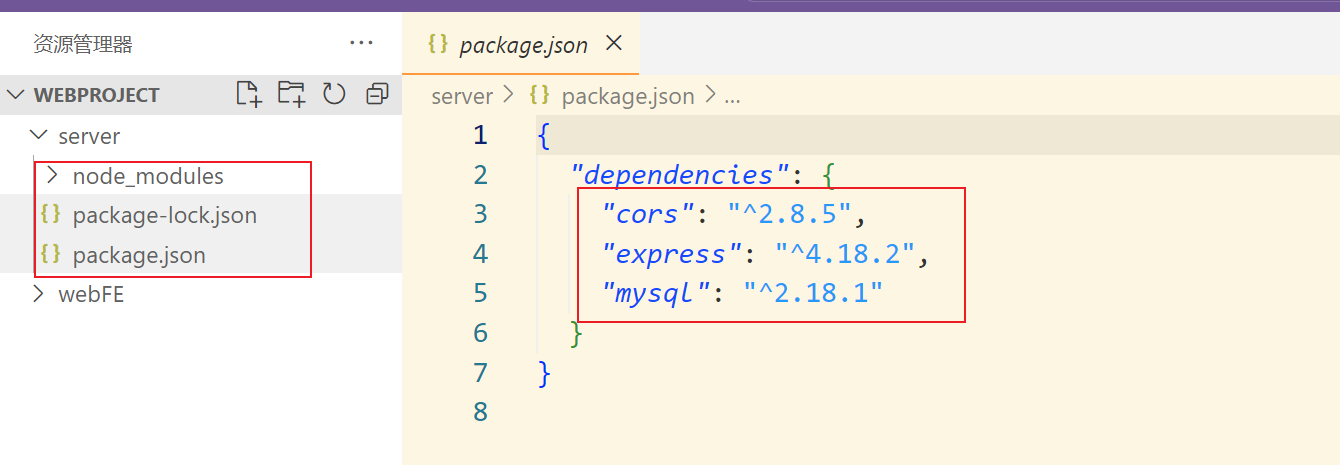 资源管理器
···
WEBPROJECT
server
node_modules
{} package-lock.json
{} package.json
webFE
{} package.json ×
server > {} package.json > ...
1 {
2 "dependencies": {
3 "cors": "^2.8.5",
4 "express": "^4.18.2",
5 "mysql": "^2.18.1"
6 }
7 }
8